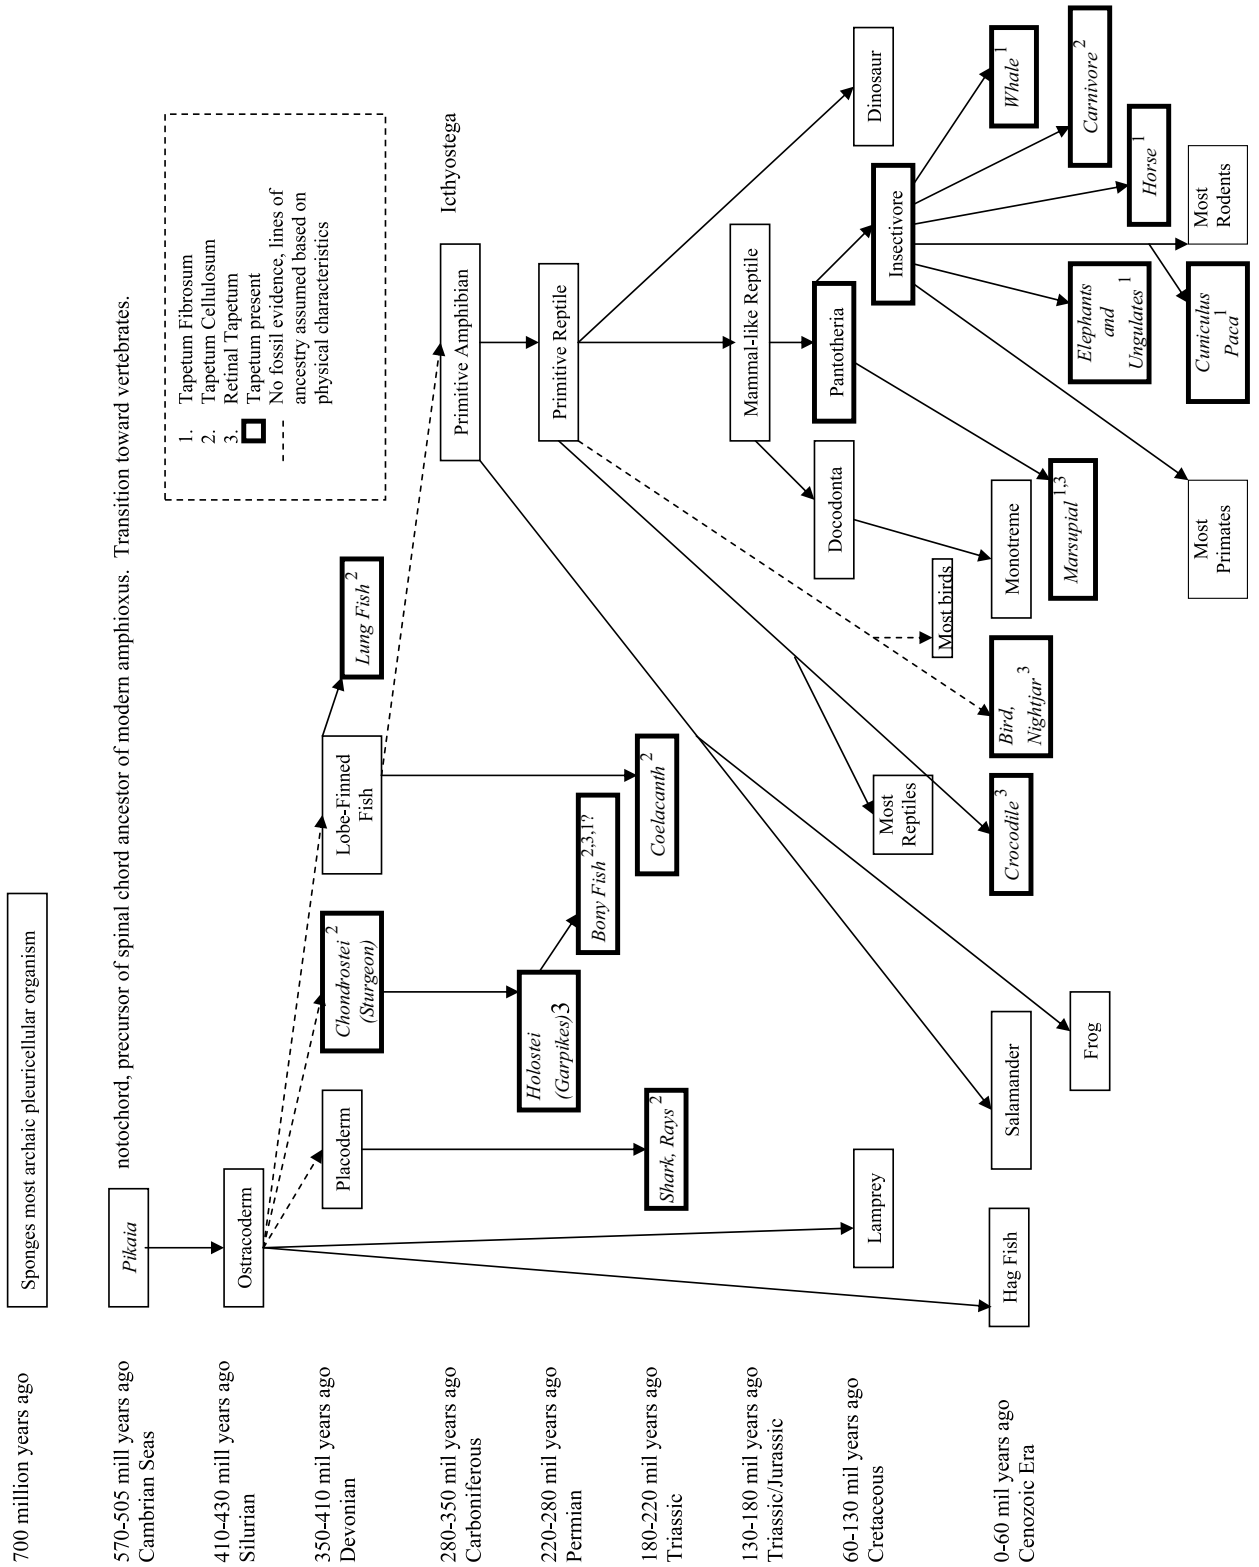 700 million years ago
Sponges most archaic pleuricellular organism
570-505 mill years ago
Cambrian Seas
Pikaia
notochord, precursor of spinal chord ancestor of modern amphioxus. Transition toward vertebrates.
410-430 mill years ago
Silurian
Ostracoderm
1. Tapetum Fibrosum
2. Tapetum Cellulosum
3. Retinal Tapetum
Tapetum present
No fossil evidence, lines of
ancestry assumed based on
physical characteristics
350-410 mil years ago
Devonian
Placoderm
Chondrostei 2
(Sturgeon)
Lobe-Finned
Fish
Lung Fish 2
280-350 mil years ago
Carboniferous
Primitive Amphibian
Icthyostega
220-280 mil years ago
Permian
Holostei
(Garpikes)3
Bony Fish 2,3,1?
Primitive Reptile
180-220 mil years ago
Triassic
Shark, Rays 2
Coelacanth 2
130-180 mil years ago
Triassic/Jurassic
Mammal-like Reptile
Docodonta
Pantotheria
60-130 mil years ago
Cretaceous
Lamprey
Most
Reptiles
Most birds
Insectivore
Dinosaur
0-60 mil years ago
Cenozoic Era
Hag Fish
Salamander
Frog
Crocodile 3
Bird,
Nightjar 3
Monotreme
Marsupial 1,3
Whale 1
Elephants
and
Ungulates 1
Carnivore 2
Horse 1
Most
Primates
Cuniculus
Paca 1
Most
Rodents